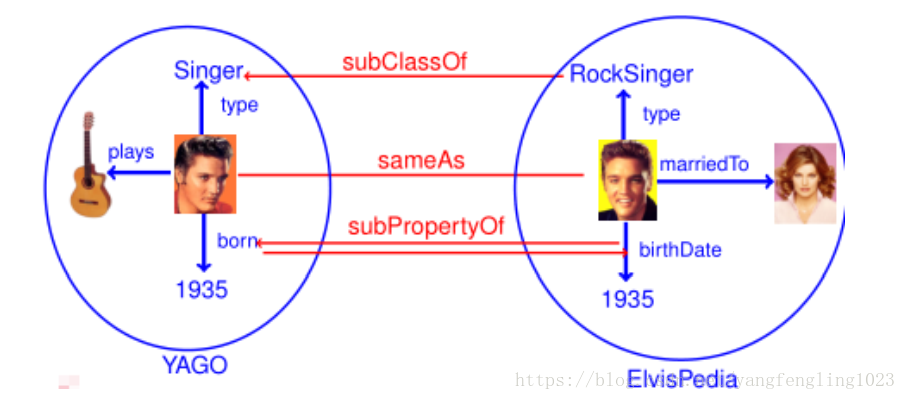 subClassOf
Singer
RockSinger
type
type
plays
sameAs
marriedTo
subPropertyOf
born
birthDate
1935
1935
YAGO
ElvisPedia